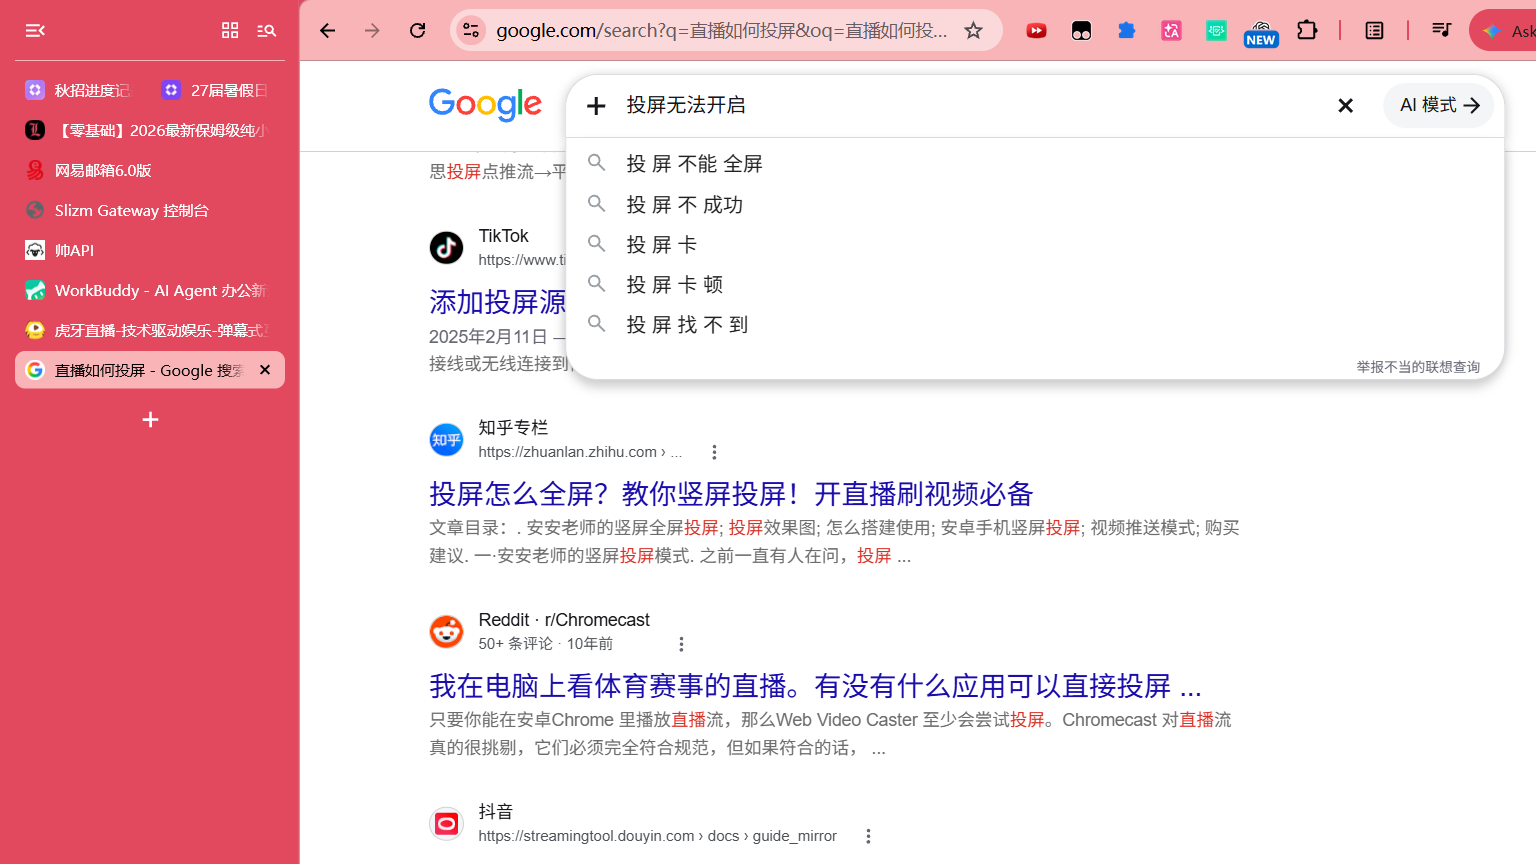 google.com/search?q=直播如何投屏&oq=直播如何投...
NEW
Ask
秋招进度记
27届暑假日
【零基础】2026最新保姆级纯小
网易邮箱6.0版
Slizm Gateway 控制台
帅API
WorkBuddy - AI Agent 办公新
虎牙直播-技术驱动娱乐-弹幕式
直播如何投屏 - Google 搜索
Google
投屏无法开启
AI 模式
投 屏 不能 全屏
投 屏 不 成功
投 屏 卡
投 屏 卡 顿
投 屏 找 不 到
举报不当的联想查询
思投屏点推流→平
TikTok
https://www.ti
添加投屏源
2025年2月11日 —
接线或无线连接到
知乎
知乎专栏
https://zhuanlan.zhihu.com › ...
投屏怎么全屏？教你竖屏投屏！开直播刷视频必备
文章目录：. 安安老师的竖屏全屏投屏; 投屏效果图; 怎么搭建使用; 安卓手机竖屏投屏; 视频推送模式; 购买
建议. 一·安安老师的竖屏投屏模式. 之前一直有人在问，投屏 ...
Reddit · r/Chromecast
50+ 条评论 · 10年前
我在电脑上看体育赛事的直播。有没有什么应用可以直接投屏 ...
只要你能在安卓Chrome 里播放直播流，那么Web Video Caster 至少会尝试投屏。Chromecast 对直播流
真的很挑剔，它们必须完全符合规范，但如果符合的话， ...
抖音
https://streamingtool.douyin.com › docs › guide_mirror